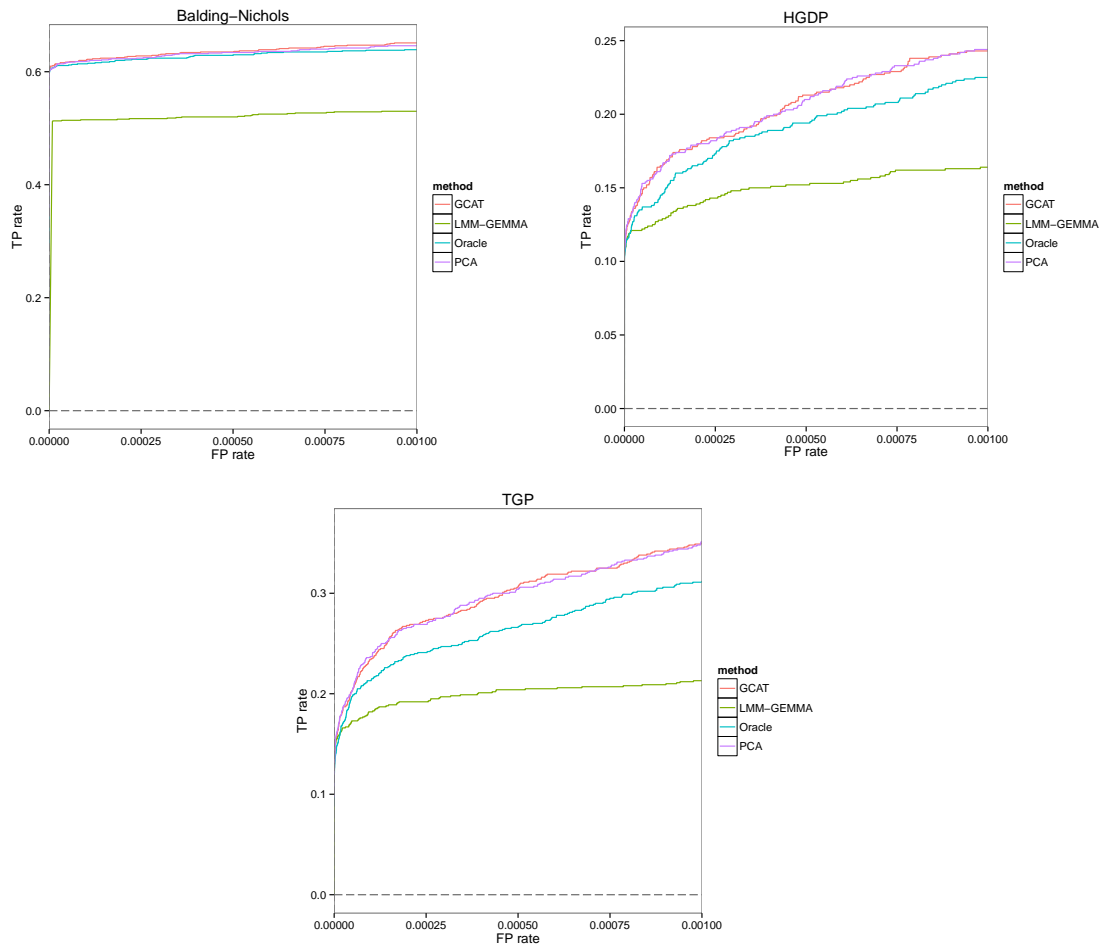 Balding−Nichols
TP rate
0.6
0.4
0.2
0.0
0.00000 0.00025 0.00050 0.00075 0.00100
FP rate
method
GCAT
LMM−GEMMA
Oracle
PCA
HGDP
TP rate
0.25
0.20
0.15
0.10
0.05
0.00
0.00000 0.00025 0.00050 0.00075 0.00100
FP rate
method
GCAT
LMM−GEMMA
Oracle
PCA
TGP
TP rate
0.3
0.2
0.1
0.0
0.00000 0.00025 0.00050 0.00075 0.00100
FP rate
method
GCAT
LMM−GEMMA
Oracle
PCA